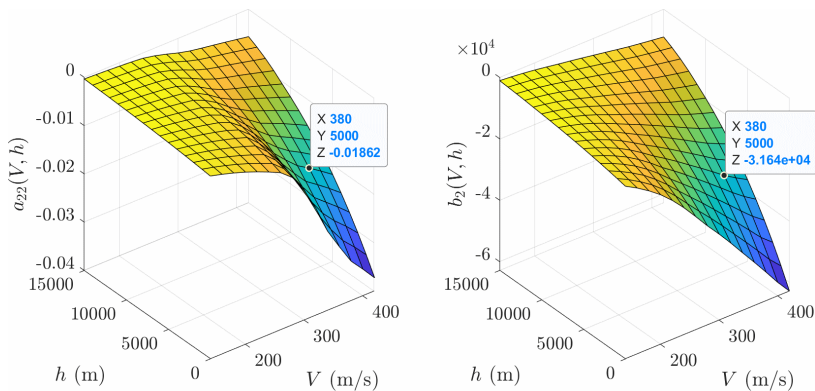 0
-0.01
-0.02
-0.03
-0.04
a₂₂(V, h)
15000
10000
5000
0
h (m)
200
300
400
V (m/s)
X 380
Y 5000
Z -0.01862
×10⁴
0
-2
-4
-6
b₂(V, h)
15000
10000
5000
0
h (m)
200
300
400
V (m/s)
X 380
Y 5000
Z -3.164e+04